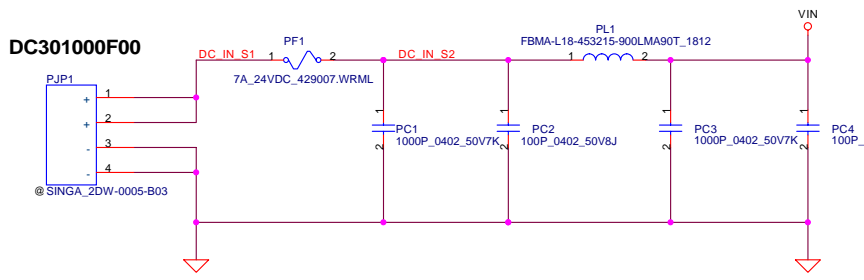 VIN
PL1
FBMA-L18-453215-900LMA90T_1812
DC301000F00
DC_IN_S1
PF1
DC_IN_S2
1
2
1
2
7A_24VDC_429007.WRML
PJP1
+ 1
+ 2
- 3
- 4
@ SINGA_2DW-0005-B03
1
2
PC1
1000P_0402_50V7K
1
2
PC2
100P_0402_50V8J
1
2
PC3
1000P_0402_50V7K
1
2
PC4
100P_